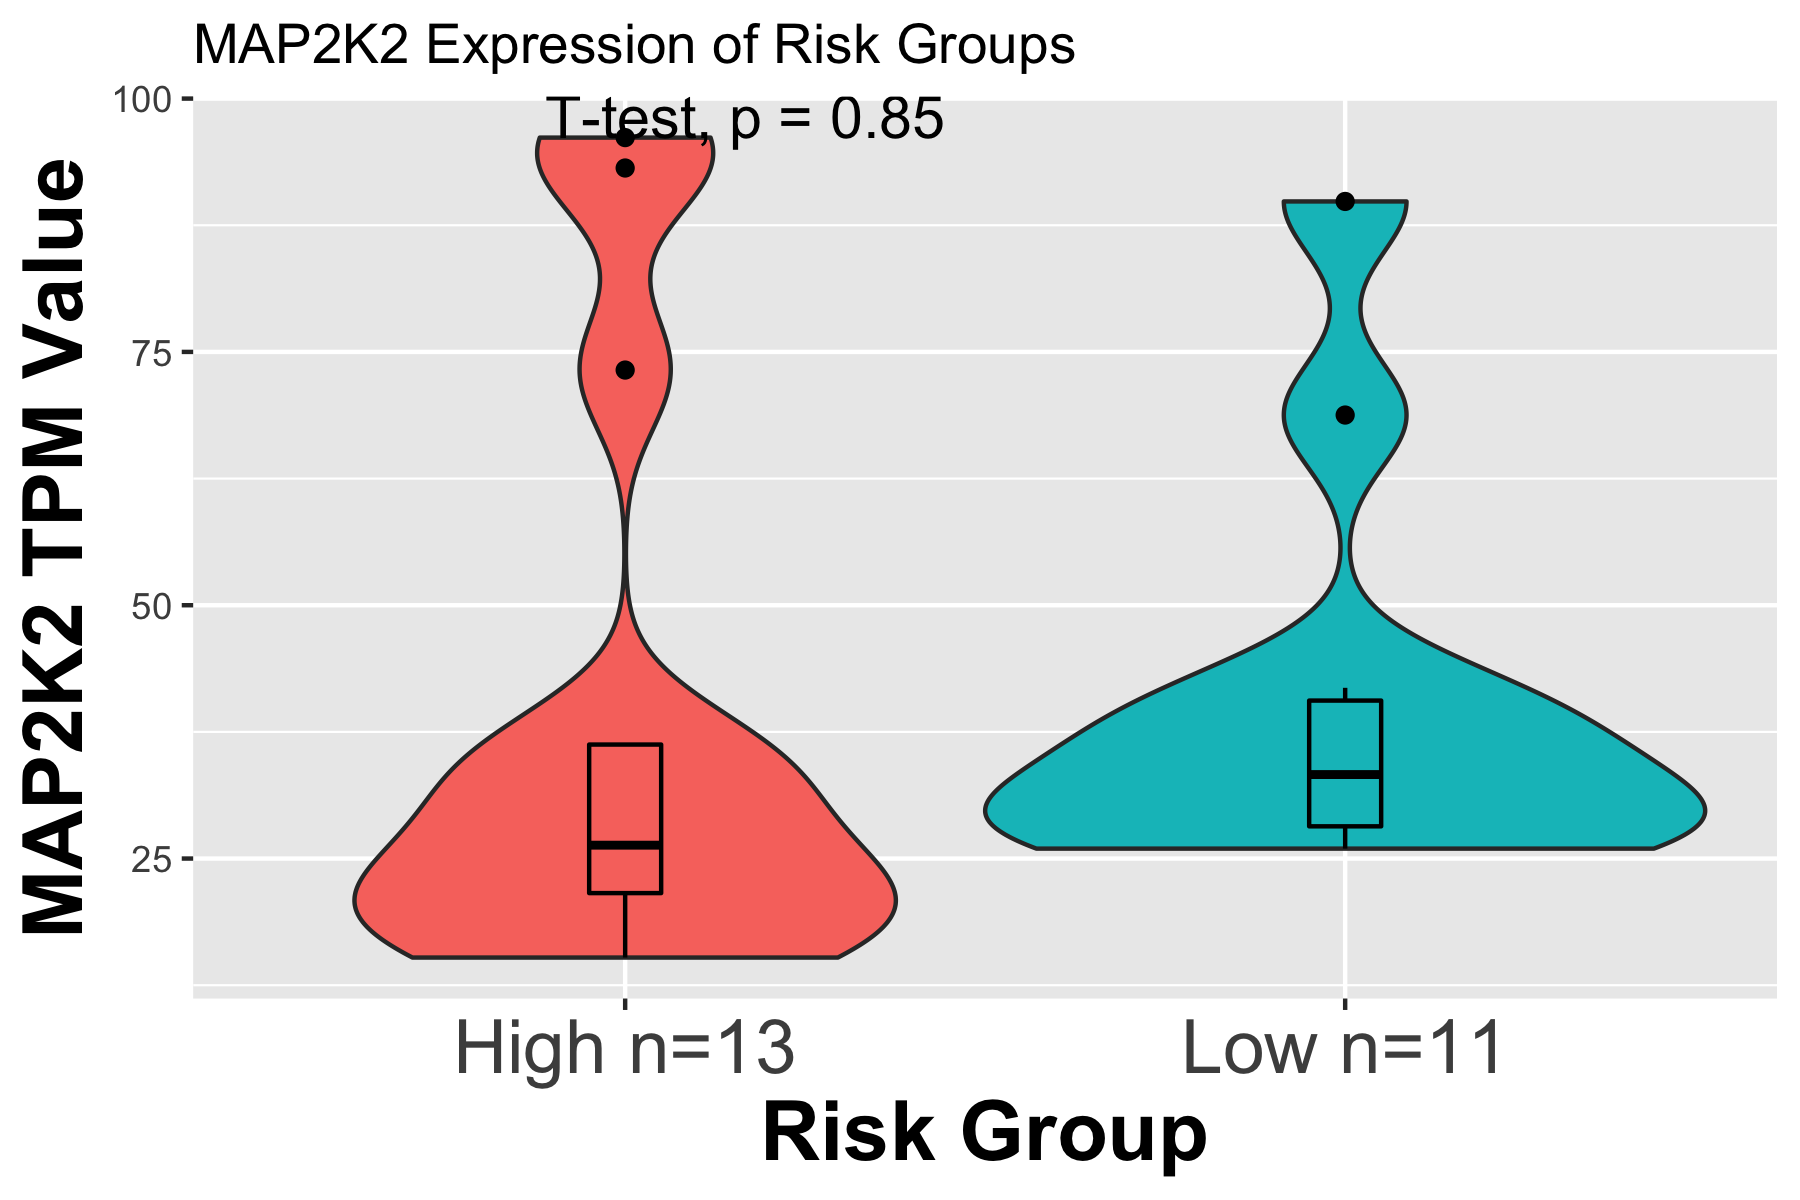 MAP2K2 Expression of Risk Groups
T-test, p = 0.85
100
75
50
25
MAP2K2 TPM Value
High n=13
Low n=11
Risk Group